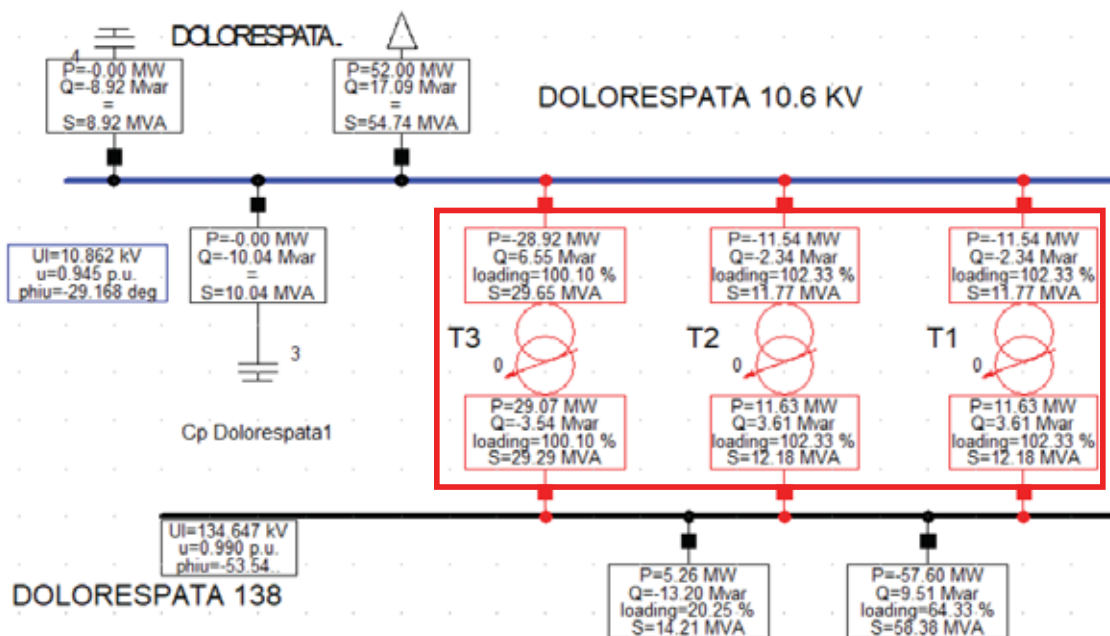 DOLORESPATA_
4
P=-0.00 MW
Q=-8.92 Mvar
=
S=8.92 MVA
P=52.00 MW
Q=17.09 Mvar
=
S=54.74 MVA
DOLORESPATA 10.6 KV
Ul=10.862 kV
u=0.945 p.u.
phiu=-29.168 deg
P=-0.00 MW
Q=-10.04 Mvar
=
S=10.04 MVA
3
Cp Dolorespata1
P=-28.92 MW
Q=6.55 Mvar
loading=100.10 %
S=29.65 MVA
T3
0
P=29.07 MW
Q=-3.54 Mvar
loading=100.10 %
S=29.29 MVA
P=-11.54 MW
Q=-2.34 Mvar
loading=102.33 %
S=11.77 MVA
T2
0
P=11.63 MW
Q=3.61 Mvar
loading=102.33 %
S=12.18 MVA
P=-11.54 MW
Q=-2.34 Mvar
loading=102.33 %
S=11.77 MVA
T1
0
P=11.63 MW
Q=3.61 Mvar
loading=102.33 %
S=12.18 MVA
Ul=134.647 kV
u=0.990 p.u.
phiu=-53.54..
DOLORESPATA 138
P=5.26 MW
Q=-13.20 Mvar
loading=20.25 %
S=14.21 MVA
P=-57.60 MW
Q=9.51 Mvar
loading=64.33 %
S=58.38 MVA